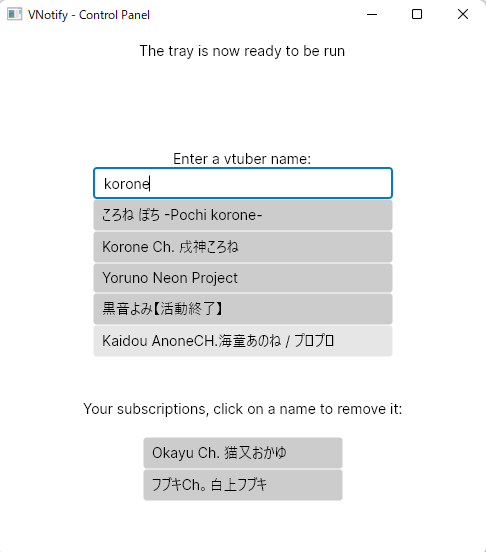 VNotify - Control Panel
The tray is now ready to be run
Enter a vtuber name:
korone
ころね ぽち -Pochi korone-
Korone Ch. 戌神ころね
Yoruno Neon Project
黒音よみ【活動終了】
Kaidou AnoneCH.海童あのね / プロプロ
Your subscriptions, click on a name to remove it:
Okayu Ch. 猫又おかゆ
フブキCh。白上フブキ